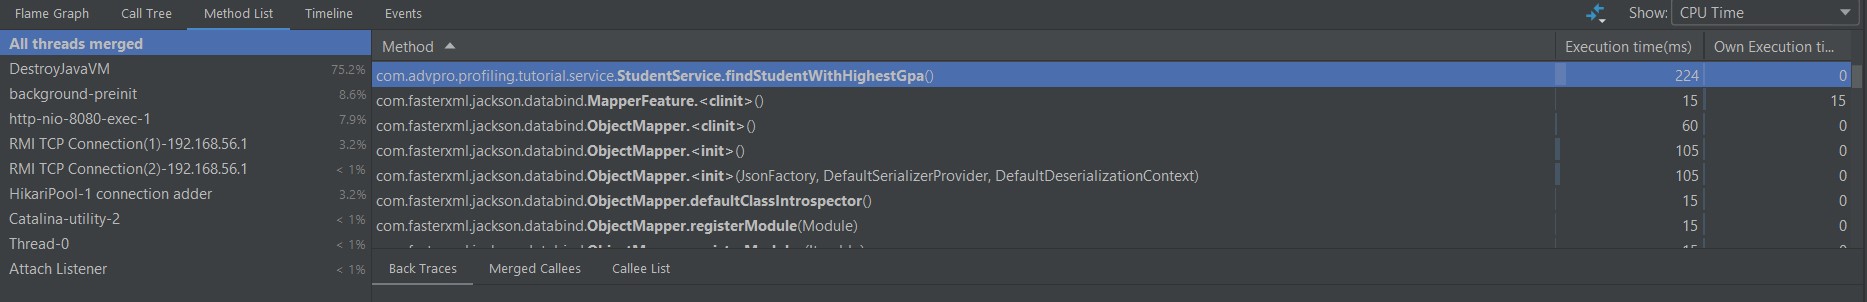 Flame Graph Call Tree Method List Timeline Events Show: CPU Time
All threads merged
DestroyJavaVM 75.2%
background-preinit 8.6%
http-nio-8080-exec-1 7.9%
RMI TCP Connection(1)-192.168.56.1 3.2%
RMI TCP Connection(2)-192.168.56.1 < 1%
HikariPool-1 connection adder 3.2%
Catalina-utility-2 < 1%
Thread-0 < 1%
Attach Listener < 1%
Method Execution time(ms) Own Execution ti...
com.advpro.profiling.tutorial.service.StudentService.findStudentWithHighestGpa() 224 0
com.fasterxml.jackson.databind.MapperFeature.<clinit>() 15 15
com.fasterxml.jackson.databind.ObjectMapper.<clinit>() 60 0
com.fasterxml.jackson.databind.ObjectMapper.<init>() 105 0
com.fasterxml.jackson.databind.ObjectMapper.<init>(JsonFactory, DefaultSerializerProvider, DefaultDeserializationContext) 105 0
com.fasterxml.jackson.databind.ObjectMapper.defaultClassIntrospector() 15 0
com.fasterxml.jackson.databind.ObjectMapper.registerModule(Module) 15 0
Back Traces Merged Callees Callee List